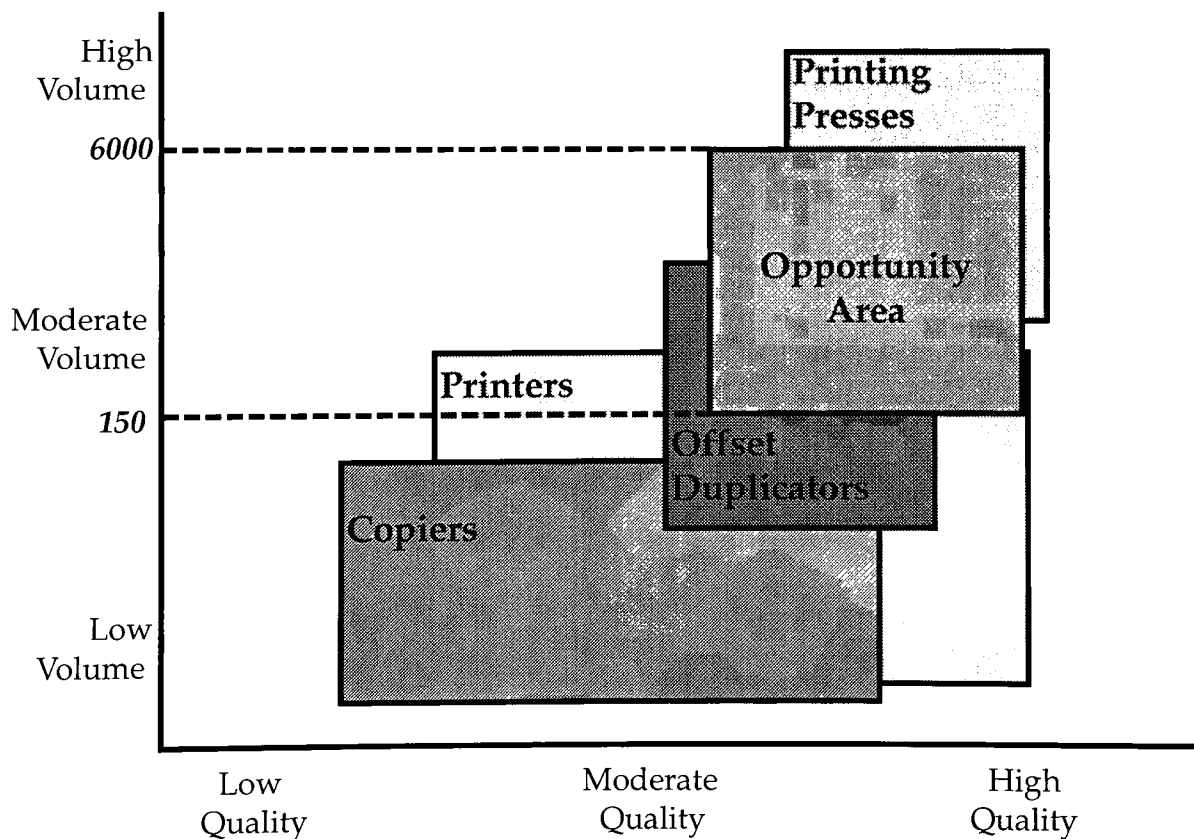 High
Volume
Printing
Presses
6000
Opportunity
Area
Moderate
Volume
Printers
150
Offset
Duplicators
Copiers
Low
Volume
Low
Quality
Moderate
Quality
High
Quality